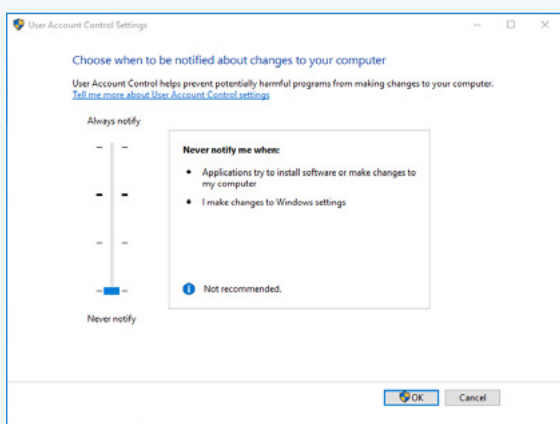 User Account Control Settings
Choose when to be notified about changes to your computer
User Account Control helps prevent potentially harmful programs from making changes to your computer.
Tell me more about User Account Control settings
Always notify
Never notify me when:
Applications try to install software or make changes to
my computer
I make changes to Windows settings
Not recommended.
Never notify
OK
Cancel